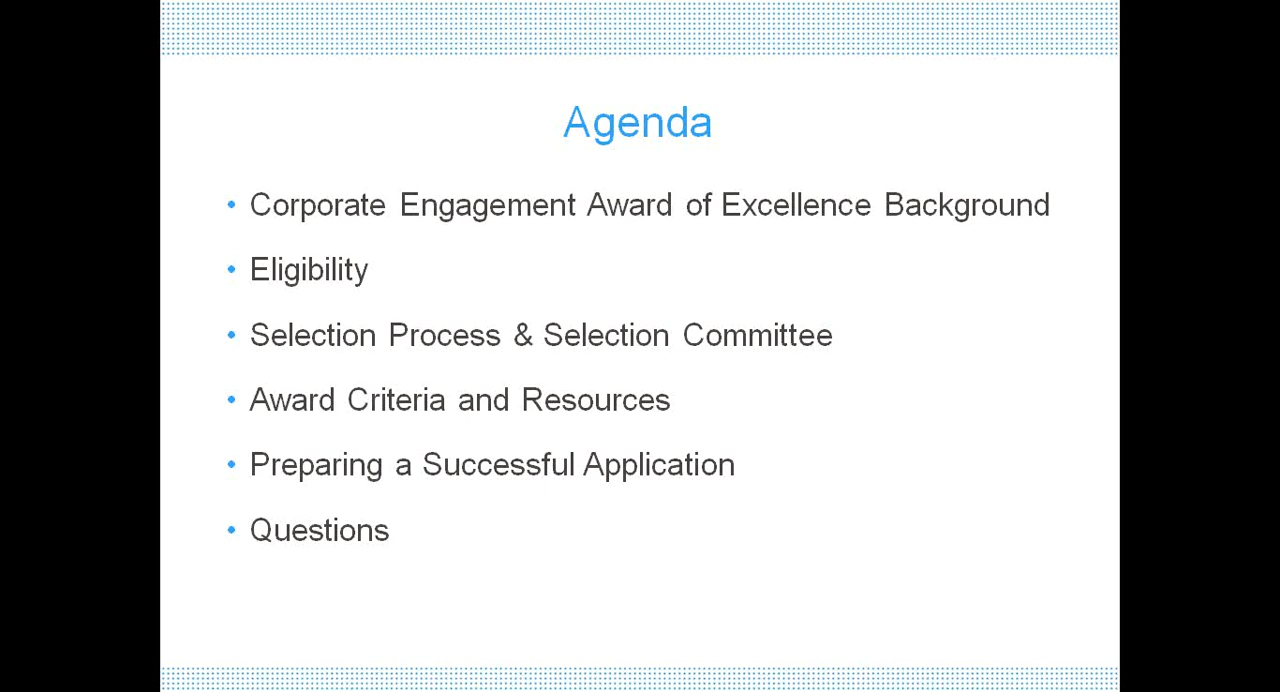 Agenda
• Corporate Engagement Award of Excellence Background
• Eligibility
• Selection Process & Selection Committee
• Award Criteria and Resources
• Preparing a Successful Application
• Questions